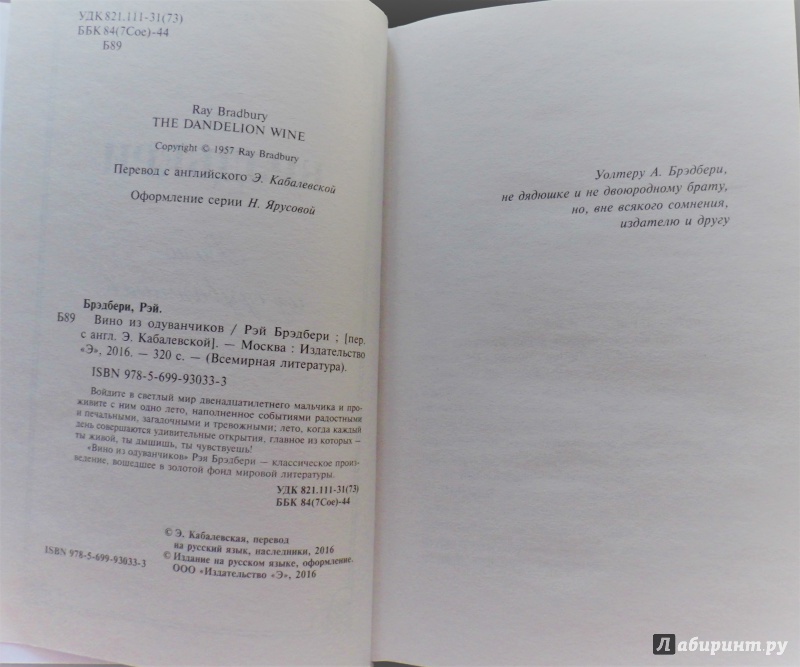 УДК 821.111-31(73)
ББК 84(7Сое)-44
Б89
Ray Bradbury
THE DANDELION WINE
Copyright © 1957 Ray Bradbury
Перевод с английского Э. Кабалевской
Оформление серии Н. Ярусовой
Брэдбери, Рэй.
Б89 Вино из одуванчиков / Рэй Брэдбери ; [пер.
с англ. Э. Кабалевской]. — Москва : Издательство
«Э», 2016. — 320 с. — (Всемирная литература).
ISBN 978-5-699-93033-3
Войдите в светлый мир двенадцатилетнего мальчика и про-
живите с ним одно лето, наполненное событиями радостными
и печальными, загадочными и тревожными; лето, когда каждый
день совершаются удивительные открытия, главное из которых —
ты живой, ты дышишь, ты чувствуешь!
«Вино из одуванчиков» Рэя Брэдбери — классическое произ-
ведение, вошедшее в золотой фонд мировой литературы.
УДК 821.111-31(73)
ББК 84(7Сое)-44
© Э. Кабалевская, перевод
на русский язык, наследники, 2016
© Издание на русском языке, оформление.
ООО «Издательство «Э», 2016
ISBN 978-5-699-93033-3
Уолтеру А. Брэдбери,
не дядюшке и не двоюродному брату,
но, вне всякого сомнения,
издателю и другу
Лабиринт.ру